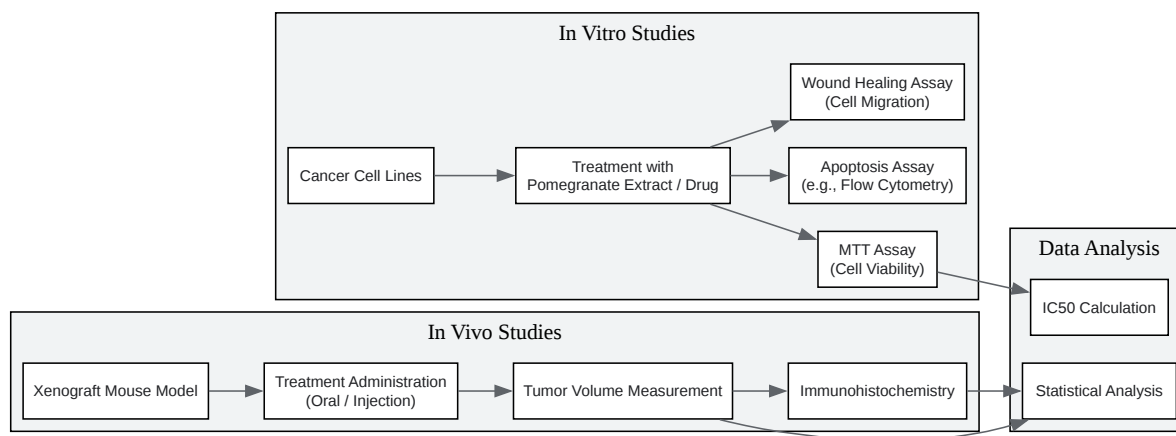 In Vitro Studies
Wound Healing Assay
(Cell Migration)
Cancer Cell Lines
Treatment with
Pomegranate Extract / Drug
Apoptosis Assay
(e.g., Flow Cytometry)
MTT Assay
(Cell Viability)
Data Analysis
IC50 Calculation
Statistical Analysis
In Vivo Studies
Xenograft Mouse Model
Treatment Administration
(Oral / Injection)
Tumor Volume Measurement
Immunohistochemistry